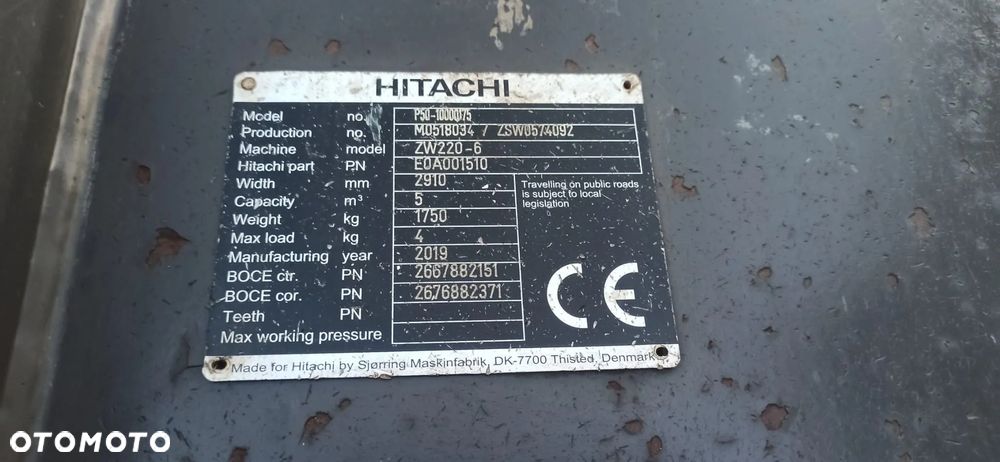 HITACHI
Model no. P50-10000175
Production no. M0518034 / ZSW0574092
Machine model ZW220-6
Hitachi part PN E0A001510
Width mm 2910
Capacity m³ 5
Weight kg 1750
Max load kg 4
Manufacturing year 2019
BOCE ctr. PN 2667882151
BOCE cor. PN 2676882371
Teeth PN
Max working pressure
Travelling on public roads
is subject to local
legislation
CE
Made for Hitachi by Sjørring Maskinfabrik, DK-7700 Thisted, Denmark
OTOMOTO